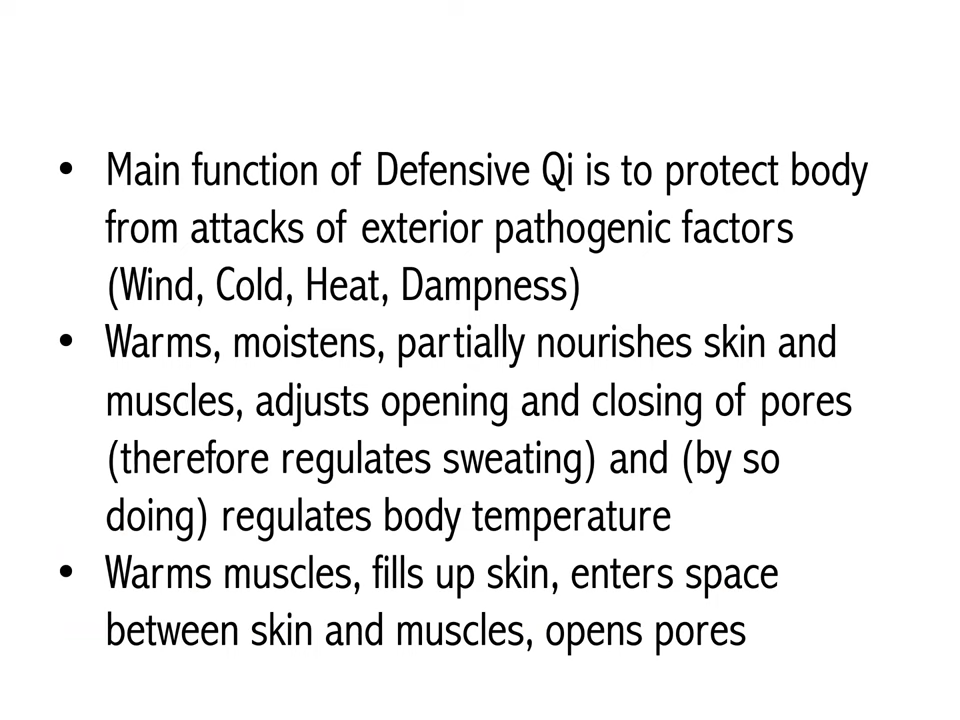 • Main function of Defensive Qi is to protect body
from attacks of exterior pathogenic factors
(Wind, Cold, Heat, Dampness)
• Warms, moistens, partially nourishes skin and
muscles, adjusts opening and closing of pores
(therefore regulates sweating) and (by so
doing) regulates body temperature
• Warms muscles, fills up skin, enters space
between skin and muscles, opens pores